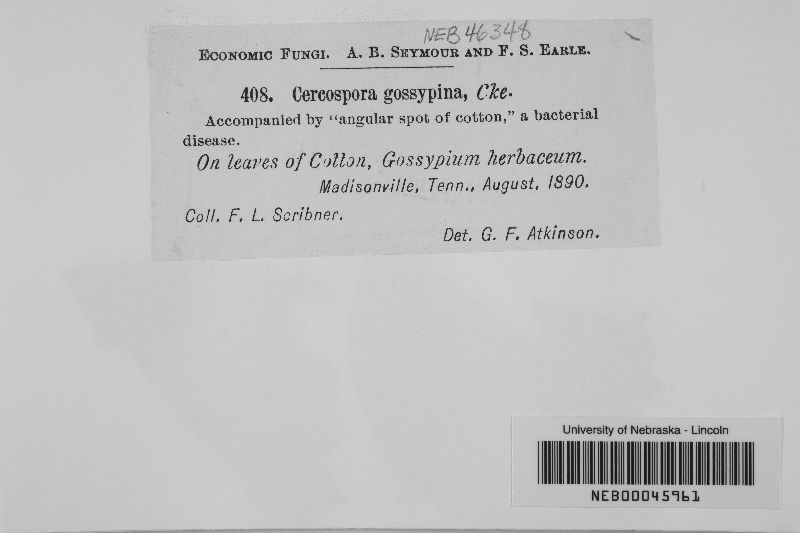 NEB 46348
Economic Fungi. A. B. Seymour and F. S. Earle.
408. Cercospora gossypina, Cke.
Accompanied by "angular spot of cotton," a bacterial
disease.
On leaves of Cotton, Gossypium herbaceum.
Madisonville, Tenn., August, 1890.
Coll. F. L. Scribner.
Det. G. F. Atkinson.
University of Nebraska - Lincoln
NEB00045961